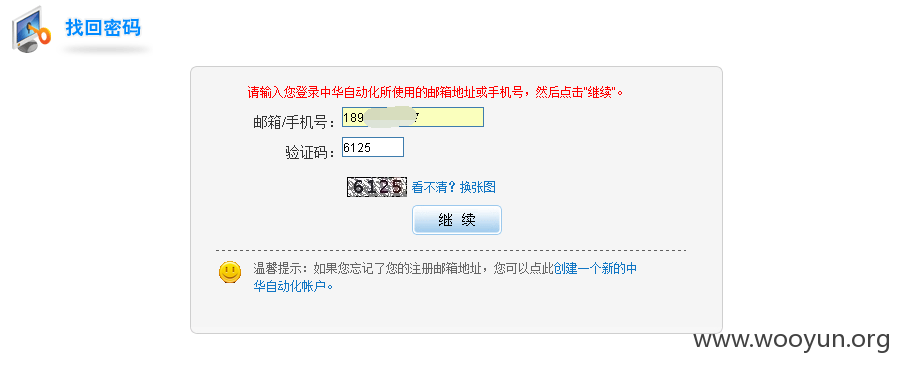 找回密码
请输入您登录中华自动化所使用的邮箱地址或手机号，然后点击"继续"。
邮箱/手机号：189 7
验证码：6125
6125 看不清？换张图
继 续
温馨提示：如果您忘记了您的注册邮箱地址，您可以点此创建一个新的中
华自动化帐户。
www.wooyun.org